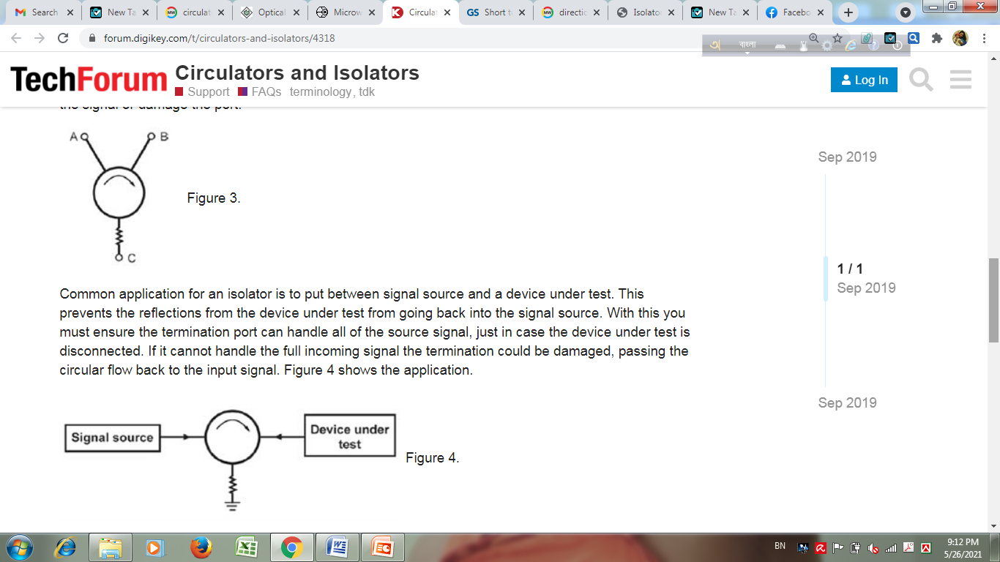 Search
New Ta
circulat
Optical
Microw
Circulat
GS Short t
directio
Isolato
New Ta
Facebo
forum.digikey.com/t/circulators-and-isolators/4318
বাংলা
TechForum Circulators and Isolators
Support FAQs terminology, tdk
Log In
the signal or damage the port.
A B
Figure 3.
C
Sep 2019
1 / 1
Sep 2019
Sep 2019
Common application for an isolator is to put between signal source and a device under test. This
prevents the reflections from the device under test from going back into the signal source. With this you
must ensure the termination port can handle all of the source signal, just in case the device under test is
disconnected. If it cannot handle the full incoming signal the termination could be damaged, passing the
circular flow back to the input signal. Figure 4 shows the application.
Signal source
Device under
test
Figure 4.
BN
9:12 PM
5/26/2021